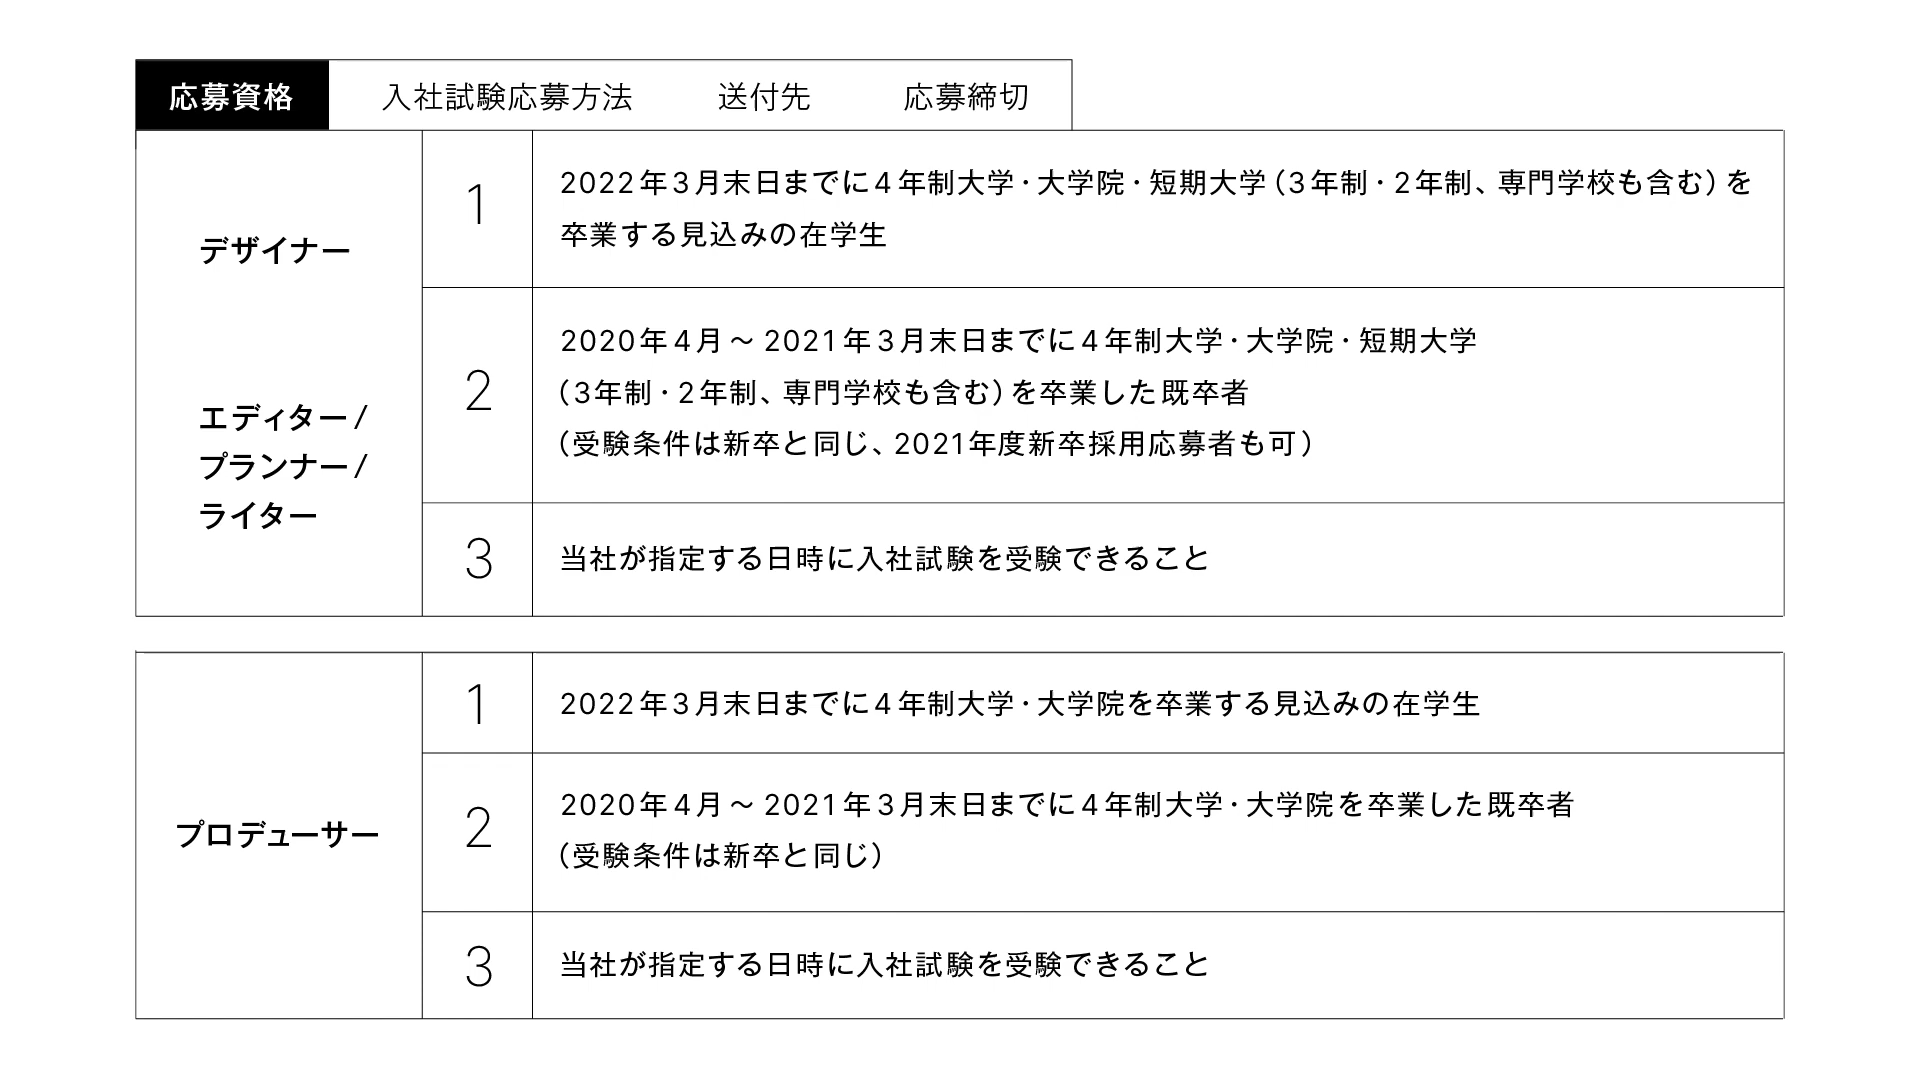 応募資格 入社試験応募方法 送付先 応募締切
デザイナー
エディター/
プランナー/
ライター
1
2022年3月末日までに4年制大学・大学院・短期大学（3年制・2年制、専門学校も含む）を
卒業する見込みの在学生
2
2020年4月～2021年3月末日までに4年制大学・大学院・短期大学
（3年制・2年制、専門学校も含む）を卒業した既卒者
（受験条件は新卒と同じ、2021年度新卒採用応募者も可）
3
当社が指定する日時に入社試験を受験できること
プロデューサー
1
2022年3月末日までに4年制大学・大学院を卒業する見込みの在学生
2
2020年4月～2021年3月末日までに4年制大学・大学院を卒業した既卒者
（受験条件は新卒と同じ）
3
当社が指定する日時に入社試験を受験できること